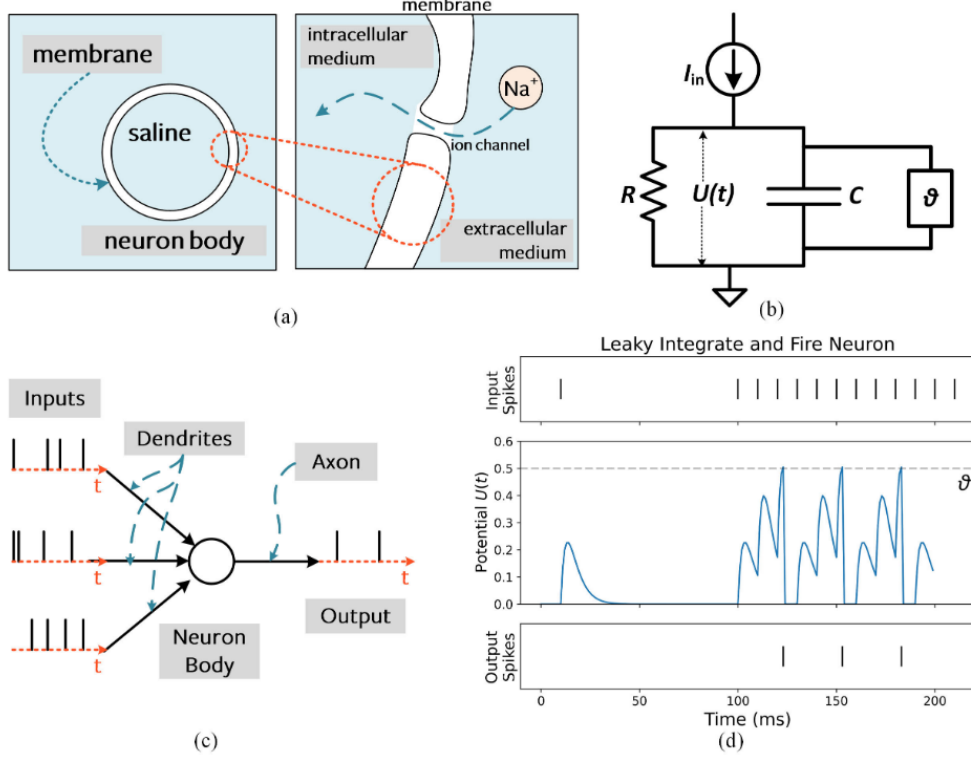 membrane
saline
neuron body
membrane
intracellular
medium
Na+
ion channel
extracellular
medium
(a)
Iin
R
U(t)
C
ϑ
(b)
Inputs
Dendrites
Axon
t
t
t
t
Output
Neuron
Body
(c)
Leaky Integrate and Fire Neuron
Input
Spikes
0.6
0.5
0.4
0.3
0.2
0.1
0.0
Potential U(t)
ϑ
Output
Spikes
0
50
100
150
200
Time (ms)
(d)